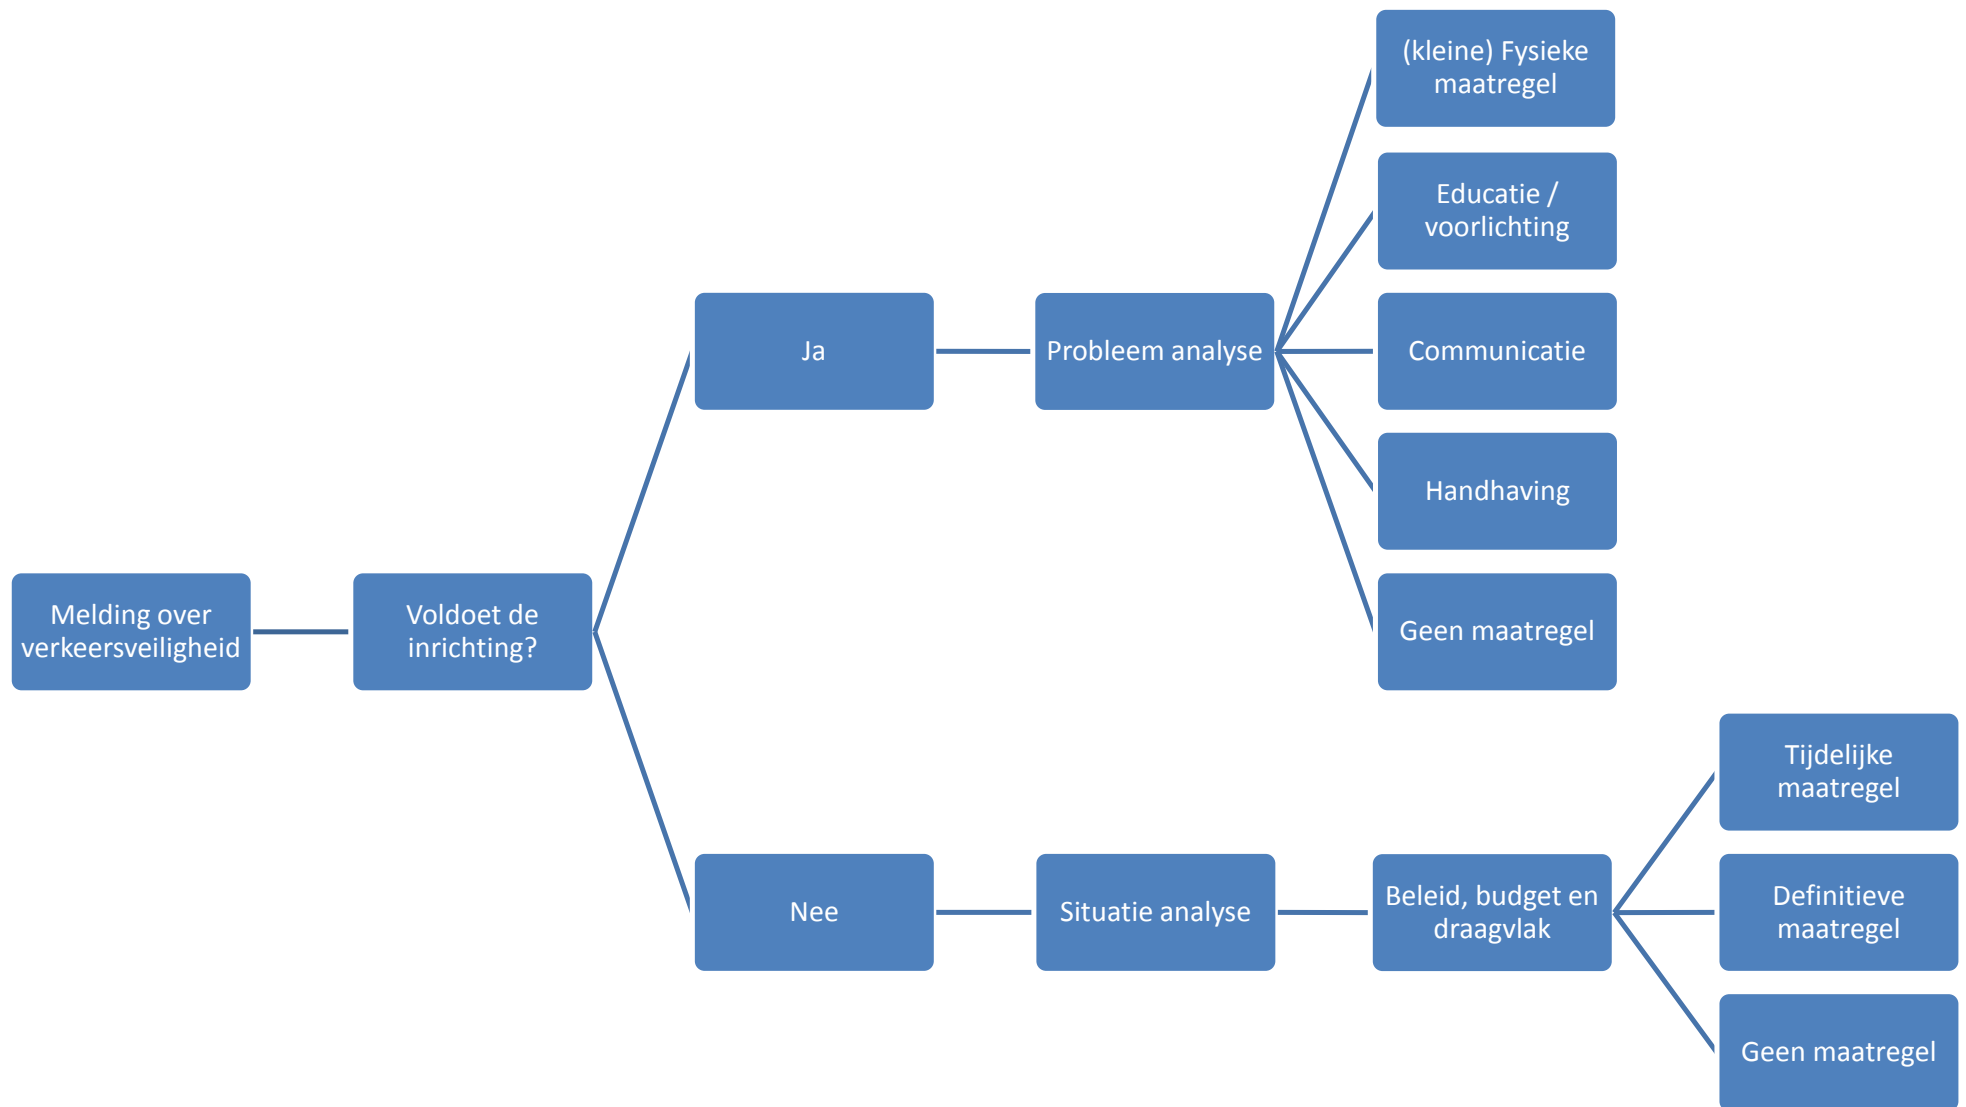 (kleine) Fysieke
maatregel
Educatie /
voorlichting
Ja
Probleem analyse
Communicatie
Handhaving
Melding over
verkeersveiligheid
Voldoet de
inrichting?
Geen maatregel
Tijdelijke
maatregel
Nee
Situatie analyse
Beleid, budget en
draagvlak
Definitieve
maatregel
Geen maatregel